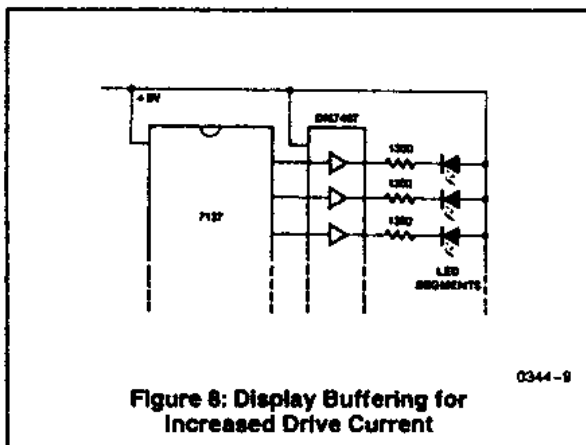 +5V
DM7407
130Ω
7137
130Ω
130Ω
LED
SEGMENTS
0344-9
Figure 8: Display Buffering for
Increased Drive Current